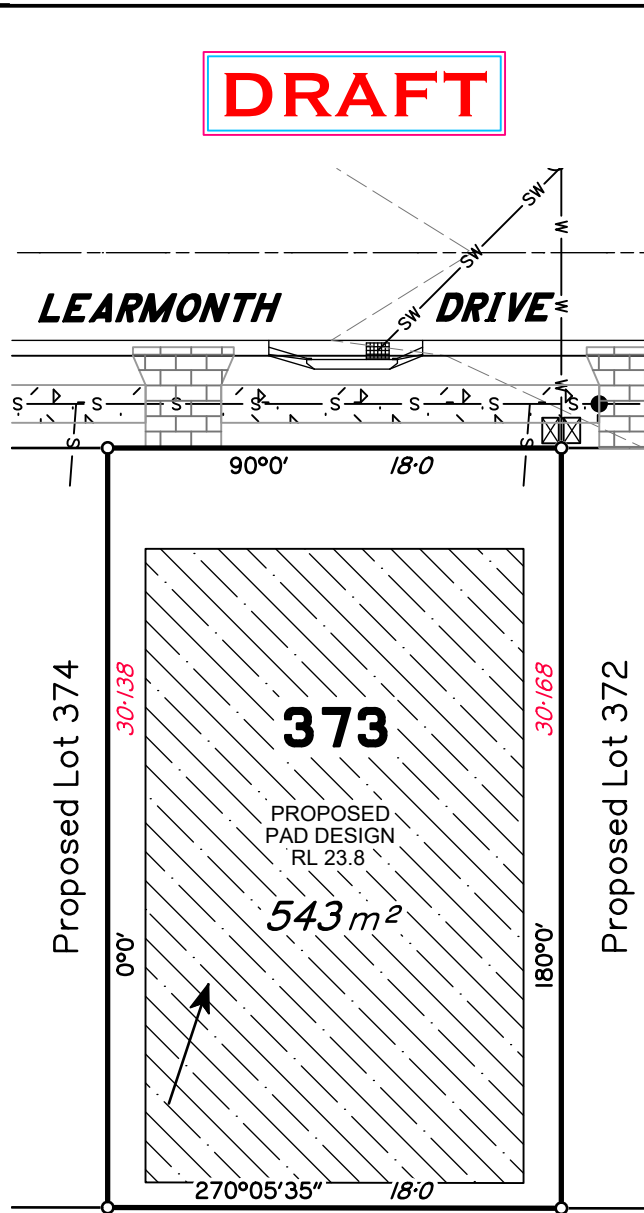 DRAFT
SW
W
SW
W
LEARMONTH DRIVE
SW
W
S S S S S S
S S
90°0' 18·0
Proposed Lot 374
30·138
0°0'
373
PROPOSED
PAD DESIGN
RL 23.8
543 m²
30·168
180°0'
Proposed Lot 372
270°05'35" 18·0